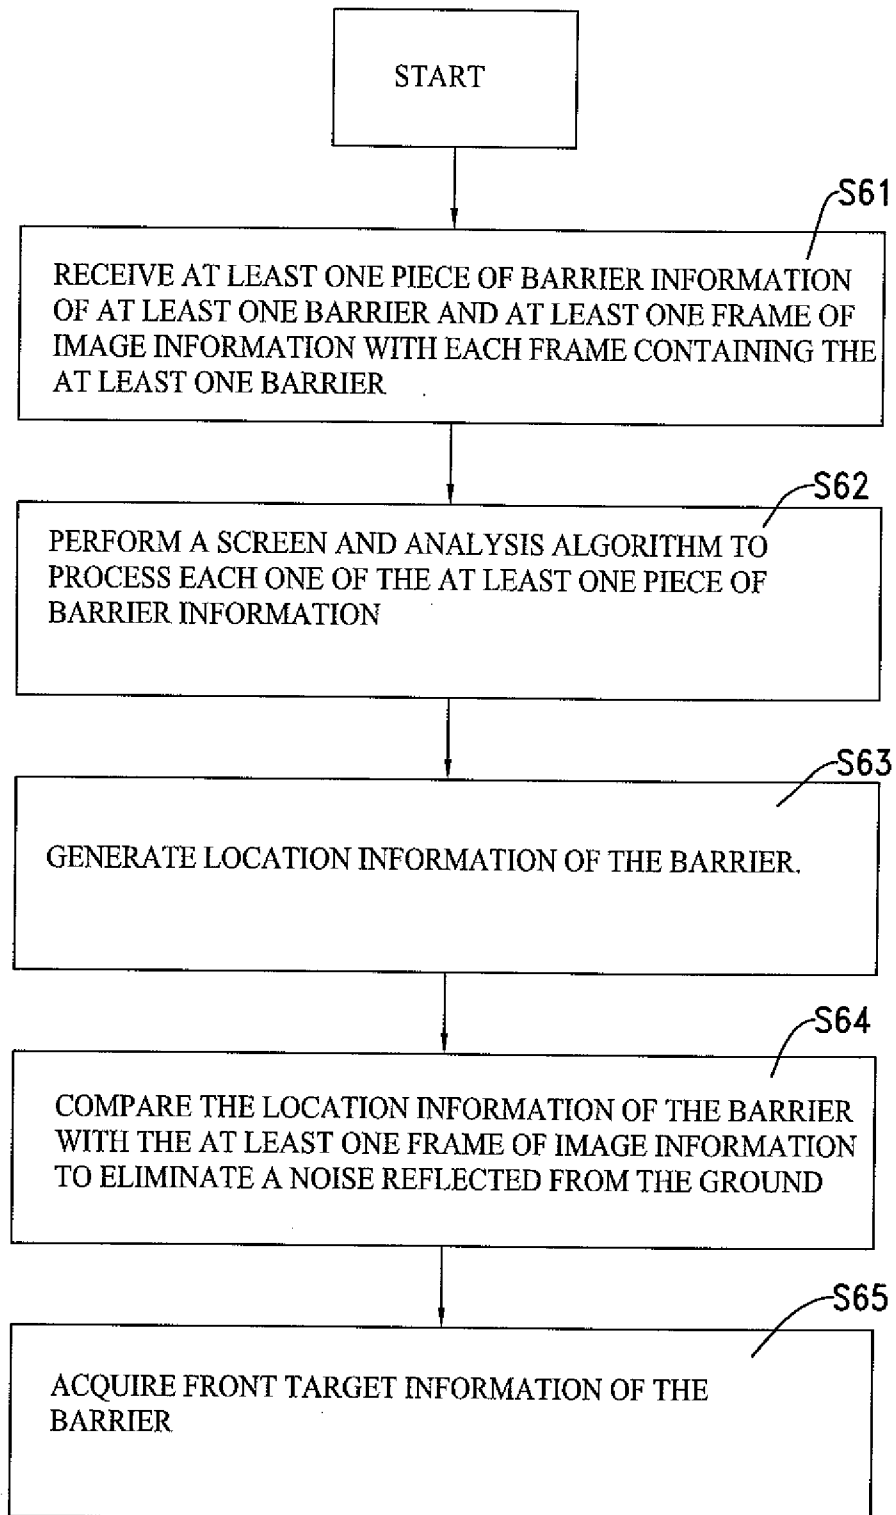 START
S61
RECEIVE AT LEAST ONE PIECE OF BARRIER INFORMATION
OF AT LEAST ONE BARRIER AND AT LEAST ONE FRAME OF
IMAGE INFORMATION WITH EACH FRAME CONTAINING THE
AT LEAST ONE BARRIER
S62
PERFORM A SCREEN AND ANALYSIS ALGORITHM TO
PROCESS EACH ONE OF THE AT LEAST ONE PIECE OF
BARRIER INFORMATION
S63
GENERATE LOCATION INFORMATION OF THE BARRIER.
S64
COMPARE THE LOCATION INFORMATION OF THE BARRIER
WITH THE AT LEAST ONE FRAME OF IMAGE INFORMATION
TO ELIMINATE A NOISE REFLECTED FROM THE GROUND
S65
ACQUIRE FRONT TARGET INFORMATION OF THE
BARRIER